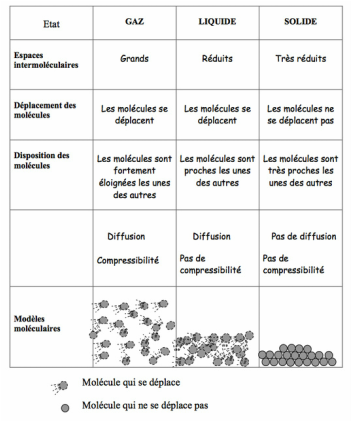 Etat
GAZ
LIQUIDE
SOLIDE
Espaces
intermoléculaires
Grands
Réduits
Très réduits
Déplacement des
molécules
Les molécules se
déplacent
Les molécules se
déplacent
Les molécules ne
se déplacent pas
Disposition des
molécules
Les molécules sont
fortement
éloignées les unes
des autres
Les molécules sont
proches les unes
des autres
Les molécules sont
très proches les
unes des autres
Diffusion
Compressibilité
Diffusion
Pas de
compressibilité
Pas de diffusion
Pas de
compressibilité
Modèles
moléculaires
Molécule qui se déplace
Molécule qui ne se déplace pas